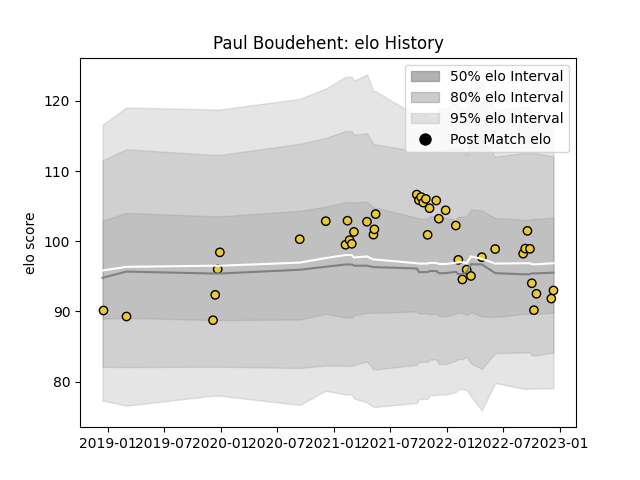 Paul Boudehent: elo History
50% elo Interval
80% elo Interval
95% elo Interval
Post Match elo
elo score
120
110
100
90
80
2019-01 2019-07 2020-01 2020-07 2021-01 2021-07 2022-01 2022-07 2023-01